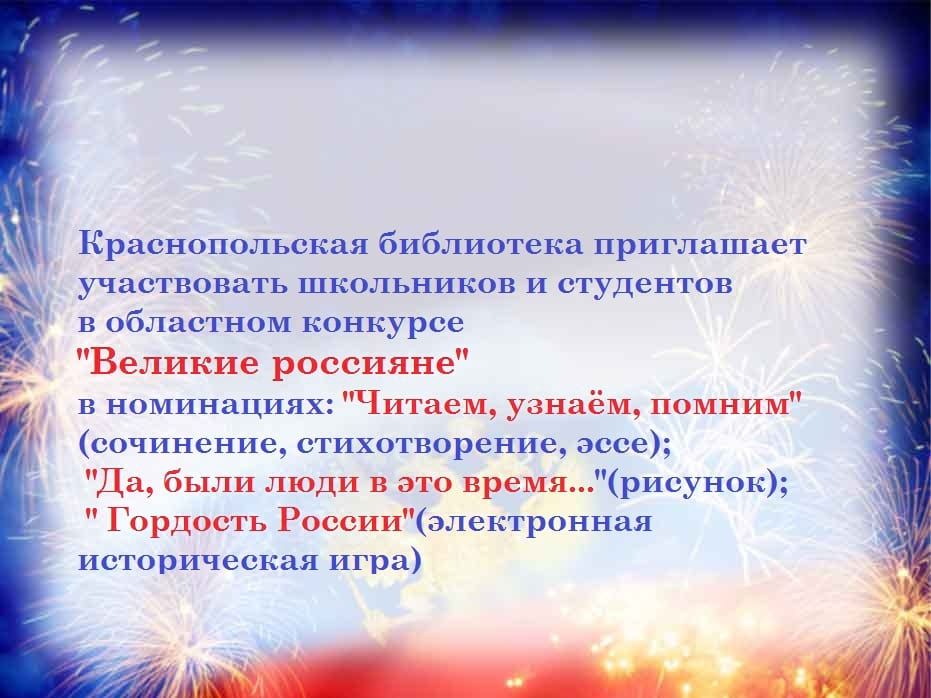 Краснопольская библиотека приглашает
участвовать школьников и студентов
в областном конкурсе
"Великие россияне"
в номинациях: "Читаем, узнаём, помним"
(сочинение, стихотворение, эссе);
"Да, были люди в это время..."(рисунок);
" Гордость России"(электронная
историческая игра)